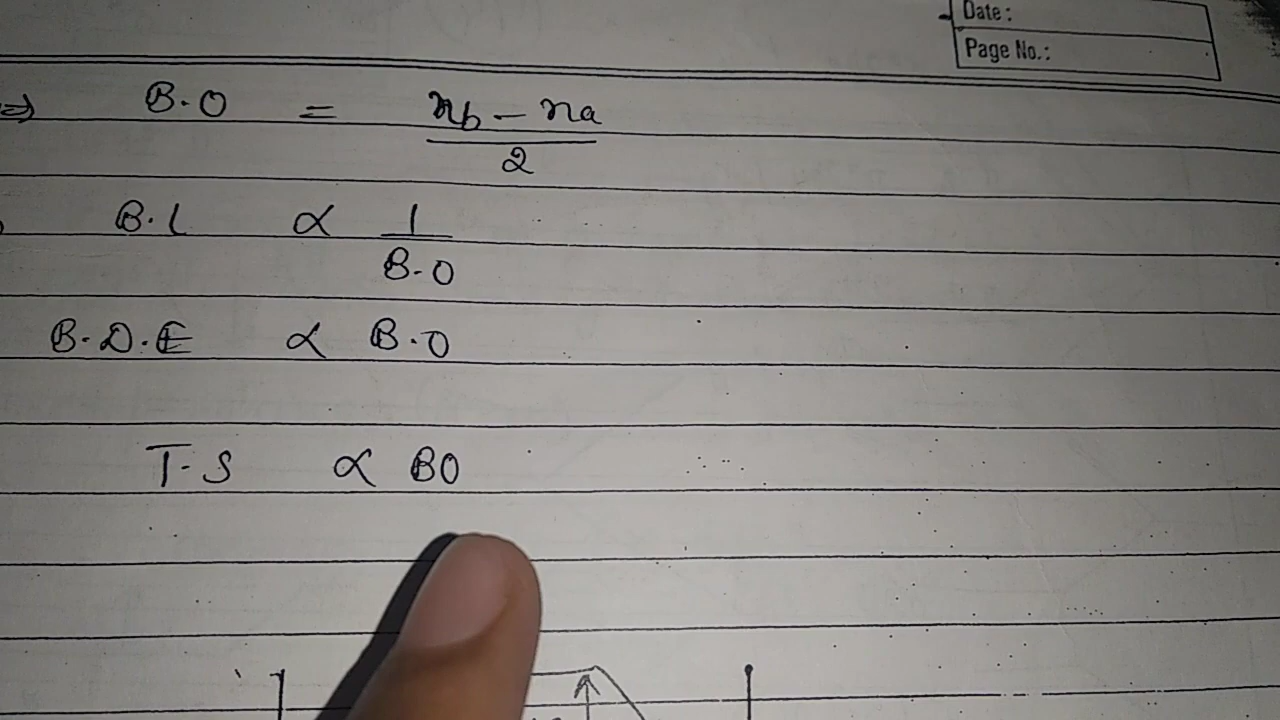 Date:
Page No.:
⇒ B.O = nb - na / 2
B.L ∝ 1 / B.O
B.D.E ∝ B.O
T.S ∝ BO